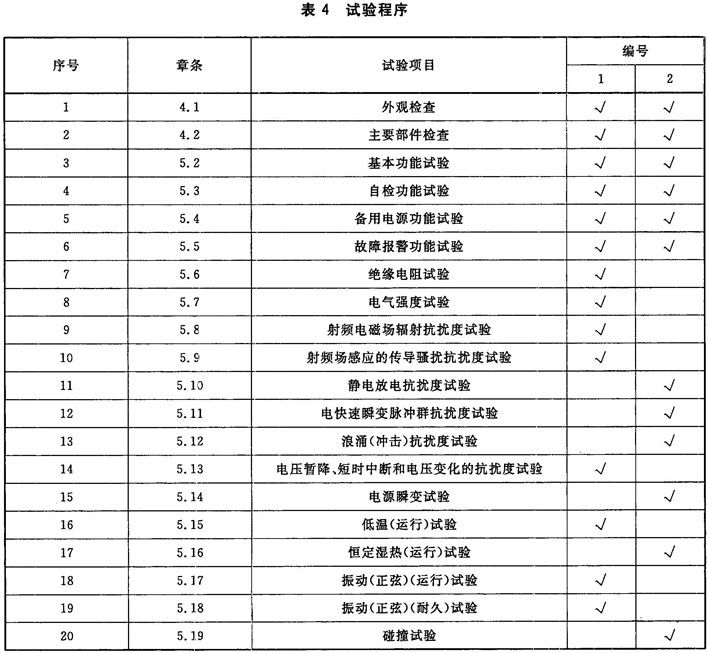 表 4 试验程序
序号 章条 试验项目 编号
1 2
1 4.1 外观检查 √ √
2 4.2 主要部件检查 √ √
3 5.2 基本功能试验 √ √
4 5.3 自检功能试验 √ √
5 5.4 备用电源功能试验 √ √
6 5.5 故障报警功能试验 √ √
7 5.6 绝缘电阻试验 √
8 5.7 电气强度试验 √
9 5.8 射频电磁场辐射抗扰度试验 √
10 5.9 射频场感应的传导骚扰抗扰度试验 √
11 5.10 静电放电抗扰度试验 √
12 5.11 电快速瞬变脉冲群抗扰度试验 √
13 5.12 浪涌(冲击)抗扰度试验 √
14 5.13 电压暂降、短时中断和电压变化的抗扰度试验 √
15 5.14 电源瞬变试验 √
16 5.15 低温(运行)试验 √
17 5.16 恒定湿热(运行)试验 √
18 5.17 振动(正弦)(运行)试验 √
19 5.18 振动(正弦)(耐久)试验 √
20 5.19 碰撞试验 √